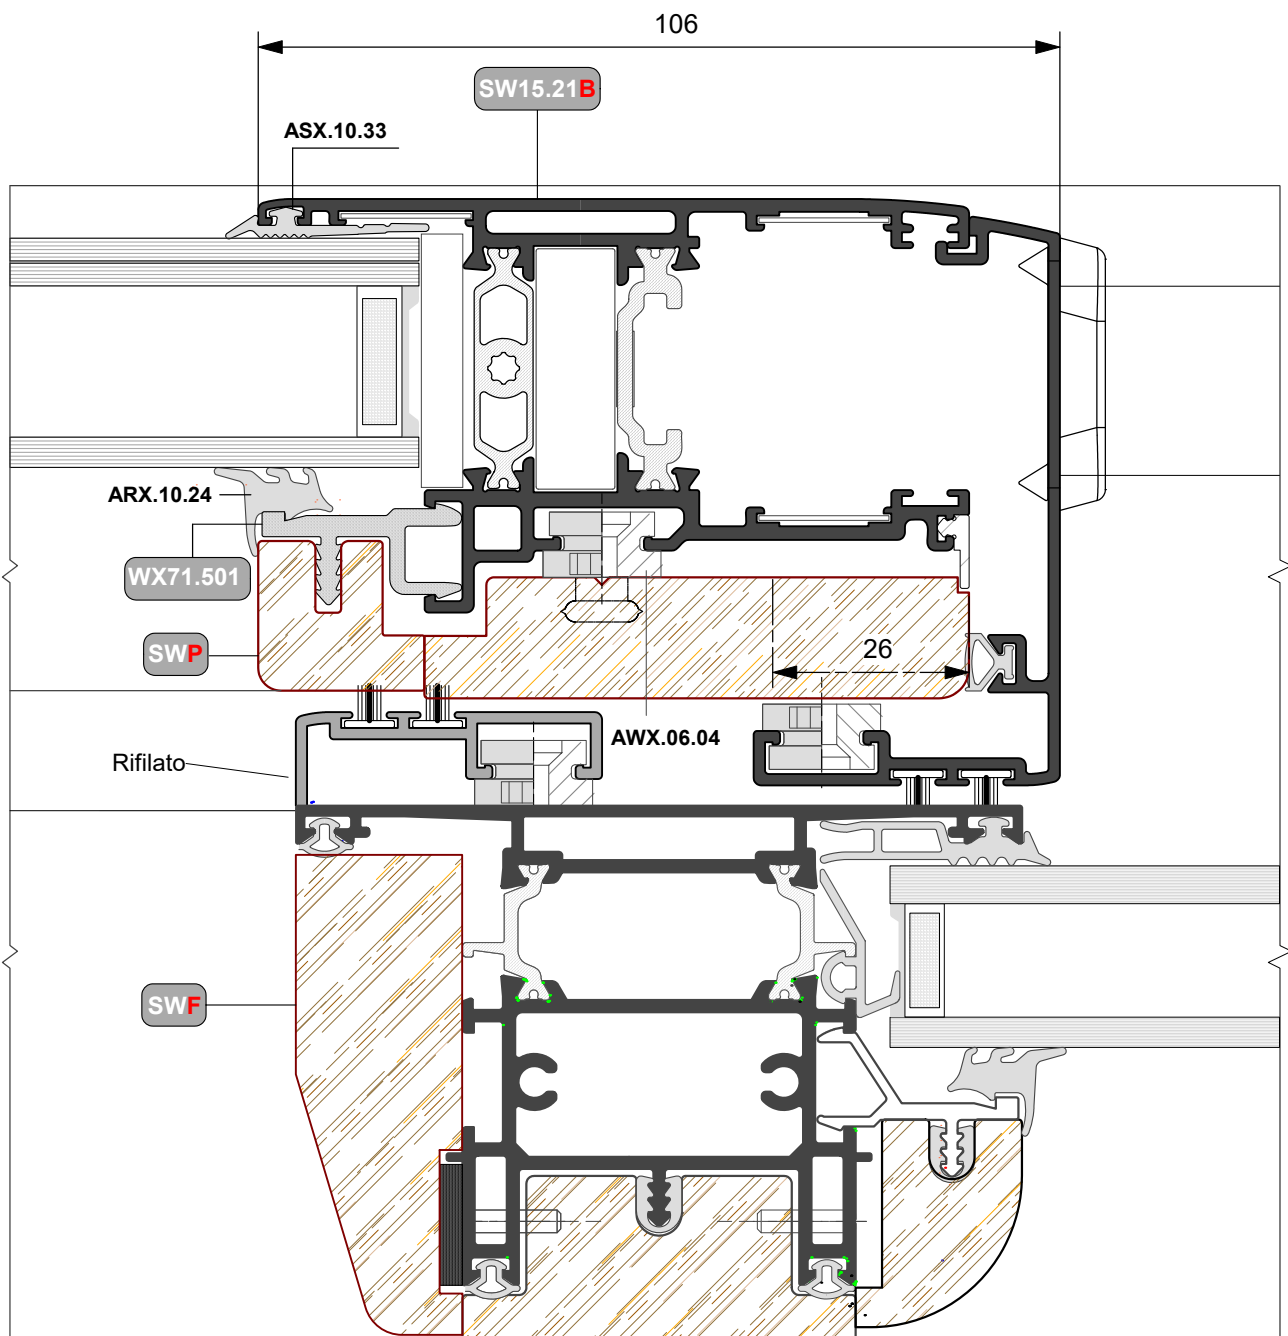 106
SW15.21B
ASX.10.33
ARX.10.24
WX71.501
SWP
26
AWX.06.04
Rifilato
SWF